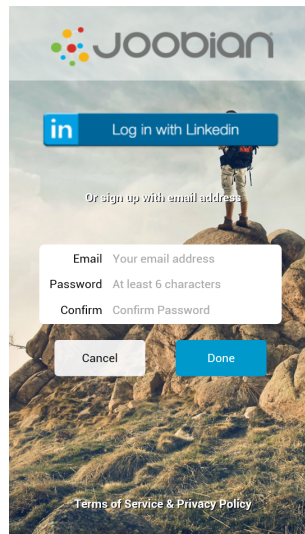 Joobian
in Log in with Linkedin
Or sign up with email address
Email Your email address
Password At least 6 characters
Confirm Confirm Password
Cancel Done
Terms of Service & Privacy Policy